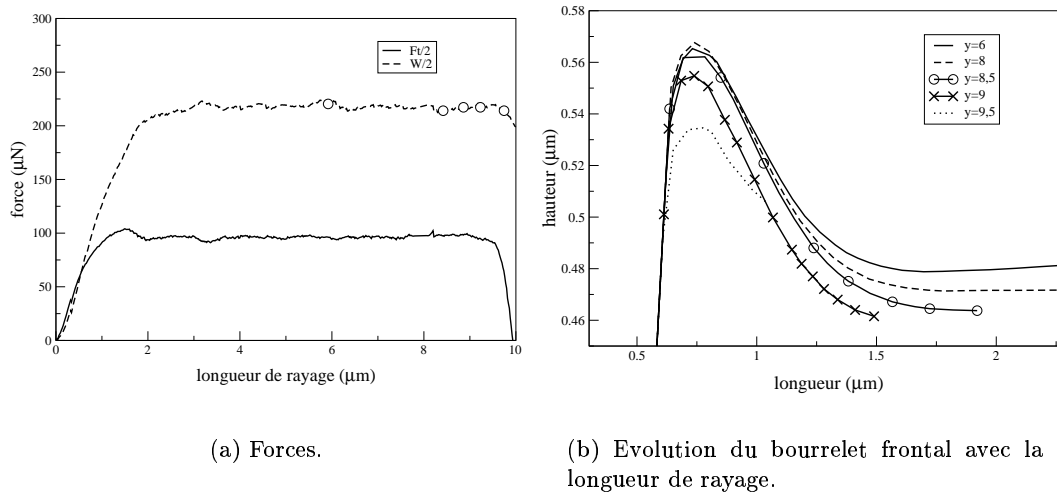 300
250
200
150
100
50
0
force (μN)
Ft/2
W/2
0 2 4 6 8 10
longueur de rayage (μm)
(a) Forces.
0.58
0.56
0.54
0.52
0.5
0.48
0.46
hauteur (μm)
y=6
y=8
y=8,5
y=9
y=9,5
0.5 1 1.5 2
longueur (μm)
(b) Evolution du bourrelet frontal avec la
longueur de rayage.